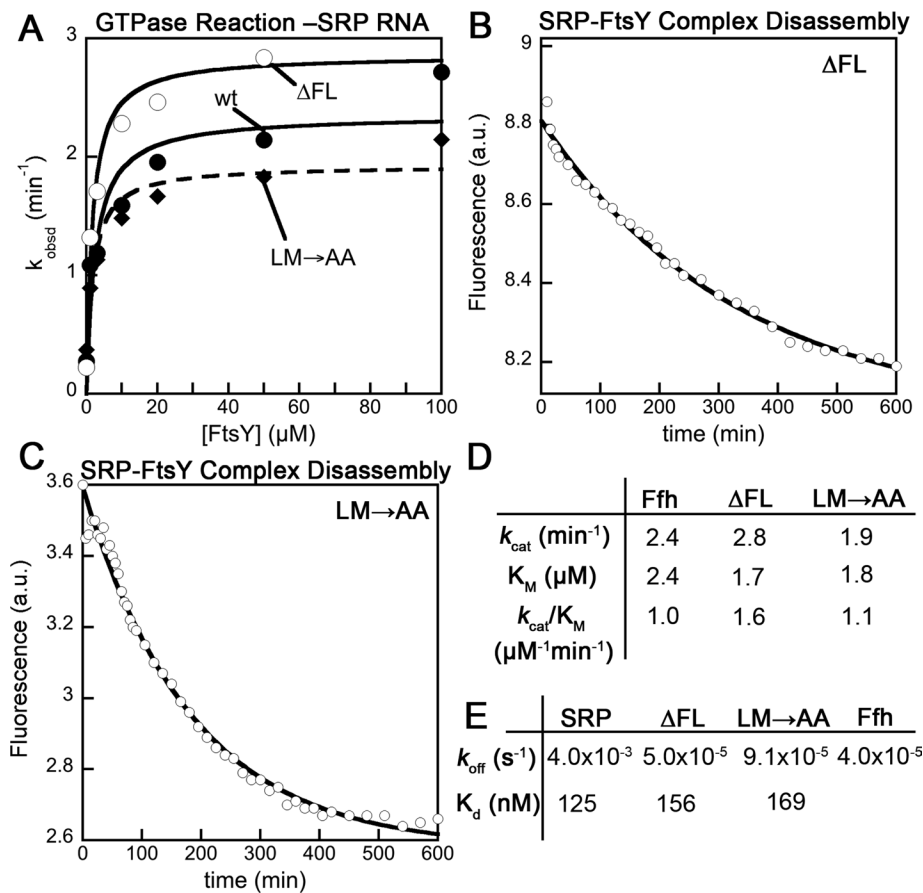 A
GTPase Reaction –SRP RNA
3
2
1
0
k_obsd (min⁻¹)
ΔFL
wt
LM→AA
0 20 40 60 80 100
[FtsY] (μM)
B
SRP-FtsY Complex Disassembly
ΔFL
9
8.8
8.6
8.4
8.2
Fluorescence (a.u.)
0 100 200 300 400 500 600
time (min)
C
SRP-FtsY Complex Disassembly
LM→AA
3.6
3.4
3.2
3
2.8
2.6
Fluorescence (a.u.)
0 100 200 300 400 500 600
time (min)
D
Ffh ΔFL LM→AA
k_cat (min⁻¹) 2.4 2.8 1.9
K_M (μM) 2.4 1.7 1.8
k_cat/K_M 1.0 1.6 1.1
(μM⁻¹min⁻¹)
E
SRP ΔFL LM→AA Ffh
k_off (s⁻¹) 4.0x10⁻³ 5.0x10⁻⁵ 9.1x10⁻⁵ 4.0x10⁻⁵
K_d (nM) 125 156 169